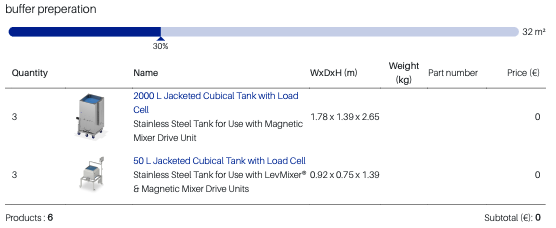 buffer preperation
32 m²
30%
Quantity Name WxDxH (m) Weight (kg) Part number Price (€)
2000 L Jacketed Cubical Tank with Load
Cell
3 Stainless Steel Tank for Use with Magnetic 1.78 x 1.39 x 2.65 0
Mixer Drive Unit
50 L Jacketed Cubical Tank with Load Cell
3 Stainless Steel Tank for Use with LevMixer® 0.92 x 0.75 x 1.39 0
& Magnetic Mixer Drive Units
Products : 6 Subtotal (€): 0